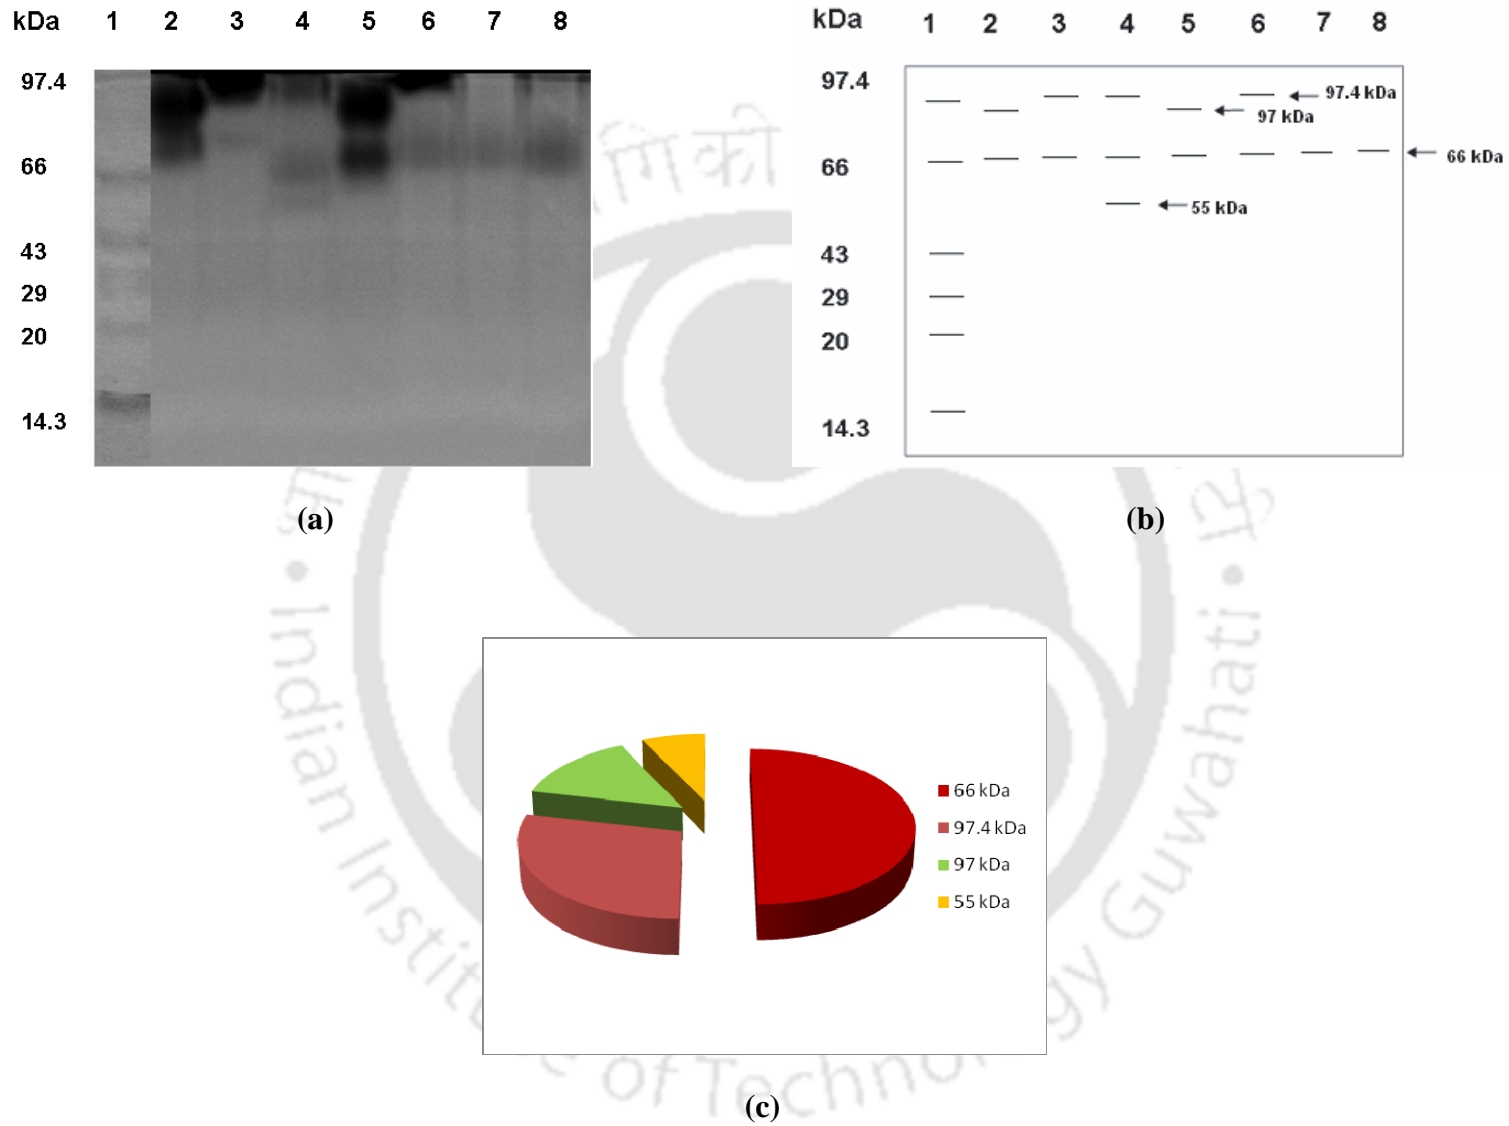 kDa 1 2 3 4 5 6 7 8
97.4
66
43
29
20
14.3
(a)
kDa 1 2 3 4 5 6 7 8
97.4
66
43
29
20
14.3
97.4 kDa
97 kDa
66 kDa
55 kDa
(b)
66 kDa
97.4 kDa
97 kDa
55 kDa
(c)
• Indian Institute of Technology Guwahati •